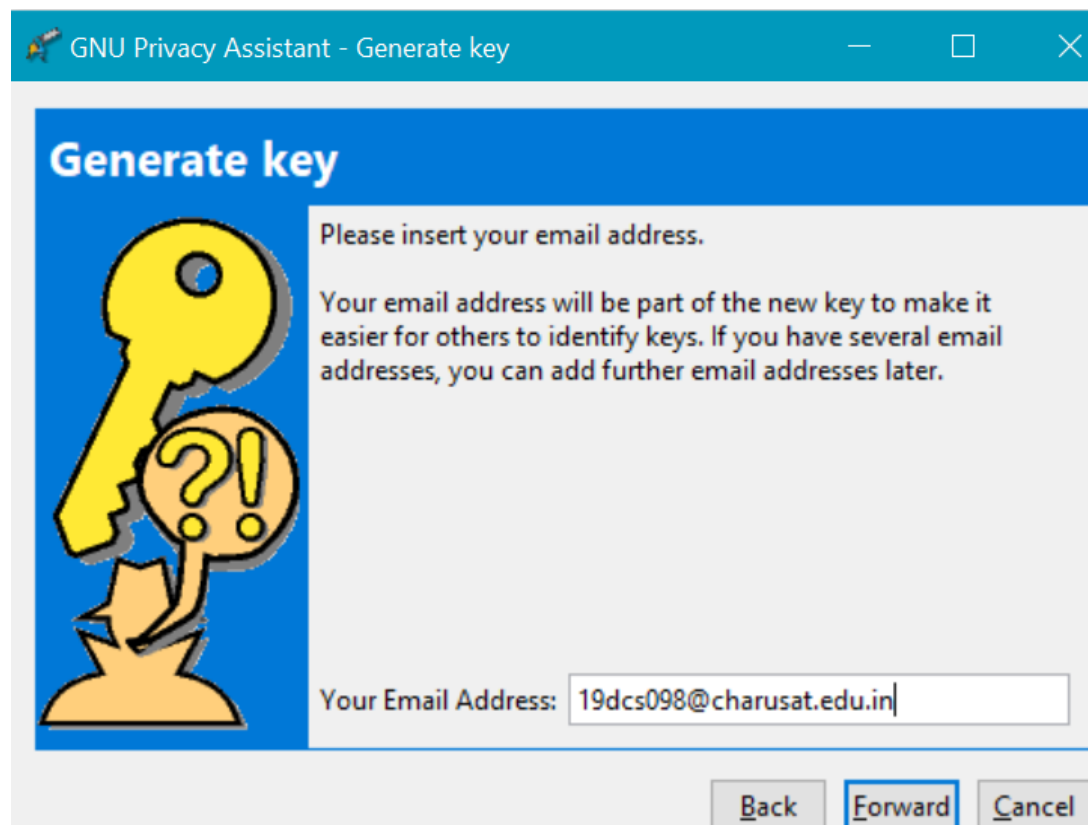 GNU Privacy Assistant - Generate key
Generate key
Please insert your email address.
Your email address will be part of the new key to make it
easier for others to identify keys. If you have several email
addresses, you can add further email addresses later.
?!
Your Email Address: 19dcs098@charusat.edu.in
Back Forward Cancel